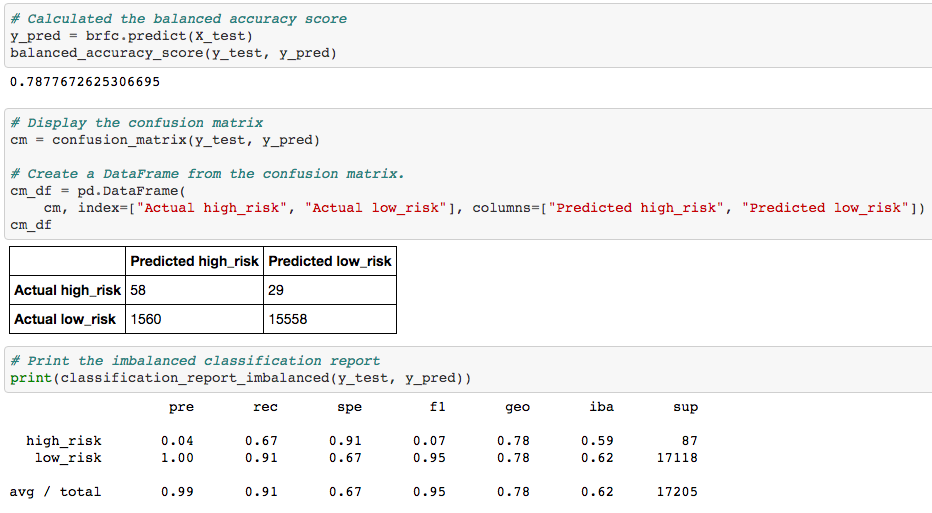 # Calculated the balanced accuracy score
y_pred = brfc.predict(X_test)
balanced_accuracy_score(y_test, y_pred)
0.7877672625306695
# Display the confusion matrix
cm = confusion_matrix(y_test, y_pred)
# Create a DataFrame from the confusion matrix.
cm_df = pd.DataFrame(
cm, index=["Actual high_risk", "Actual low_risk"], columns=["Predicted high_risk", "Predicted low_risk"])
cm_df
Predicted high_risk Predicted low_risk
Actual high_risk 58 29
Actual low_risk 1560 15558
# Print the imbalanced classification report
print(classification_report_imbalanced(y_test, y_pred))
pre rec spe f1 geo iba sup
high_risk 0.04 0.67 0.91 0.07 0.78 0.59 87
low_risk 1.00 0.91 0.67 0.95 0.78 0.62 17118
avg / total 0.99 0.91 0.67 0.95 0.78 0.62 17205